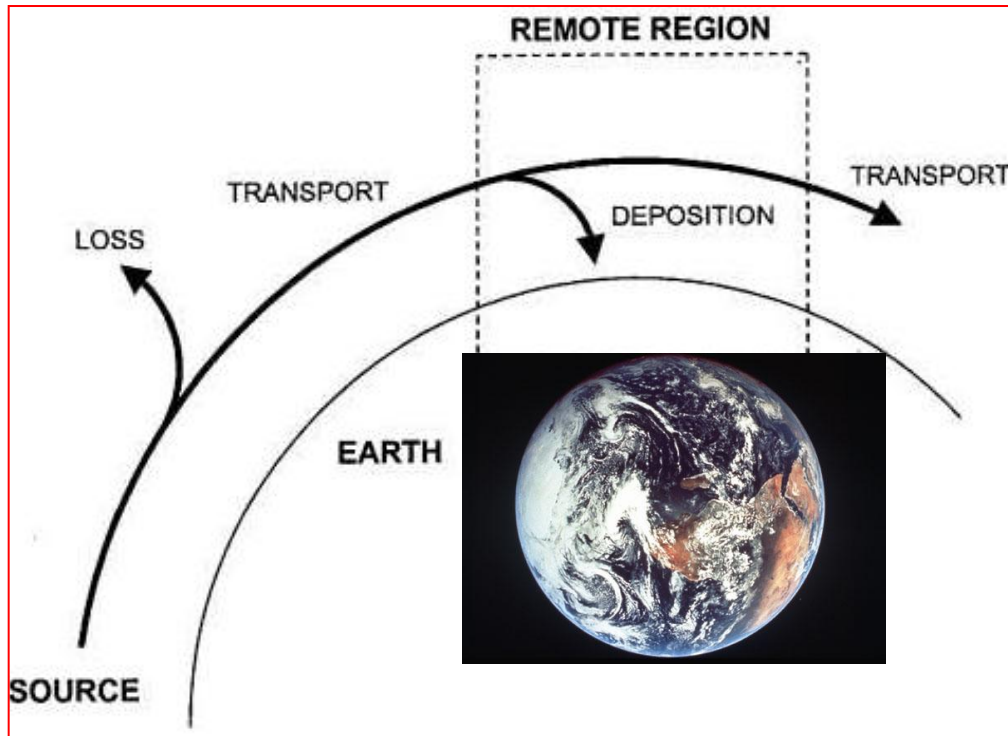 REMOTE REGION
TRANSPORT
TRANSPORT
DEPOSITION
LOSS
EARTH
SOURCE